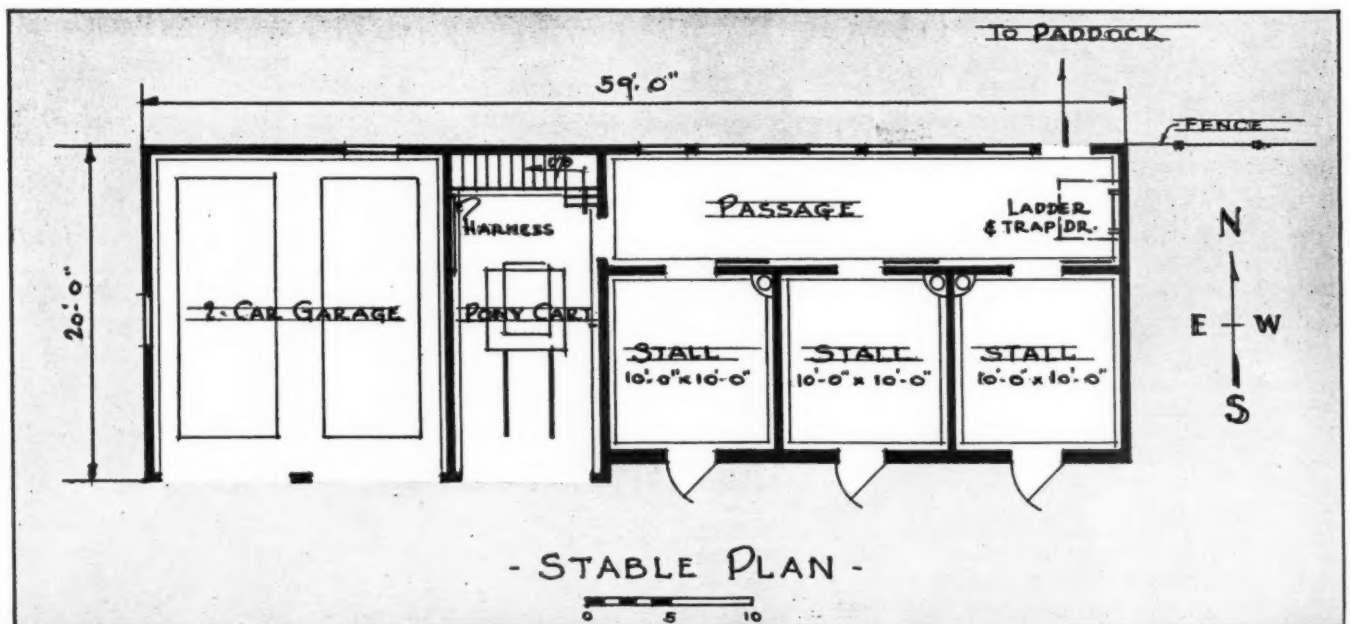 TO PADDOCK
59'-0"
FENCE
UP
PASSAGE
LADDER
& TRAP DR.
HARNESS
N
20'-0"
2-CAR GARAGE
PONY CART
E W
STALL
10'-0" x 10'-0"
STALL
10'-0" x 10'-0"
STALL
10'-0" x 10'-0"
S
- STABLE PLAN -
0 5 10